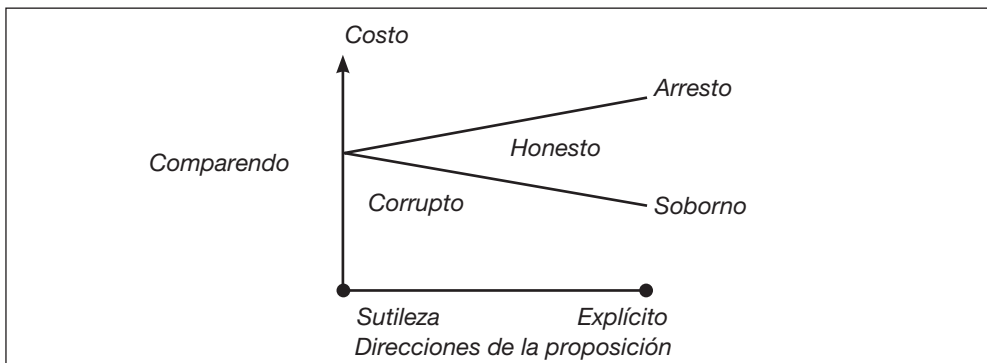 Costo
Arresto
Honesto
Comparendo
Corrupto
Soborno
Sutileza Explícito
Direcciones de la proposición